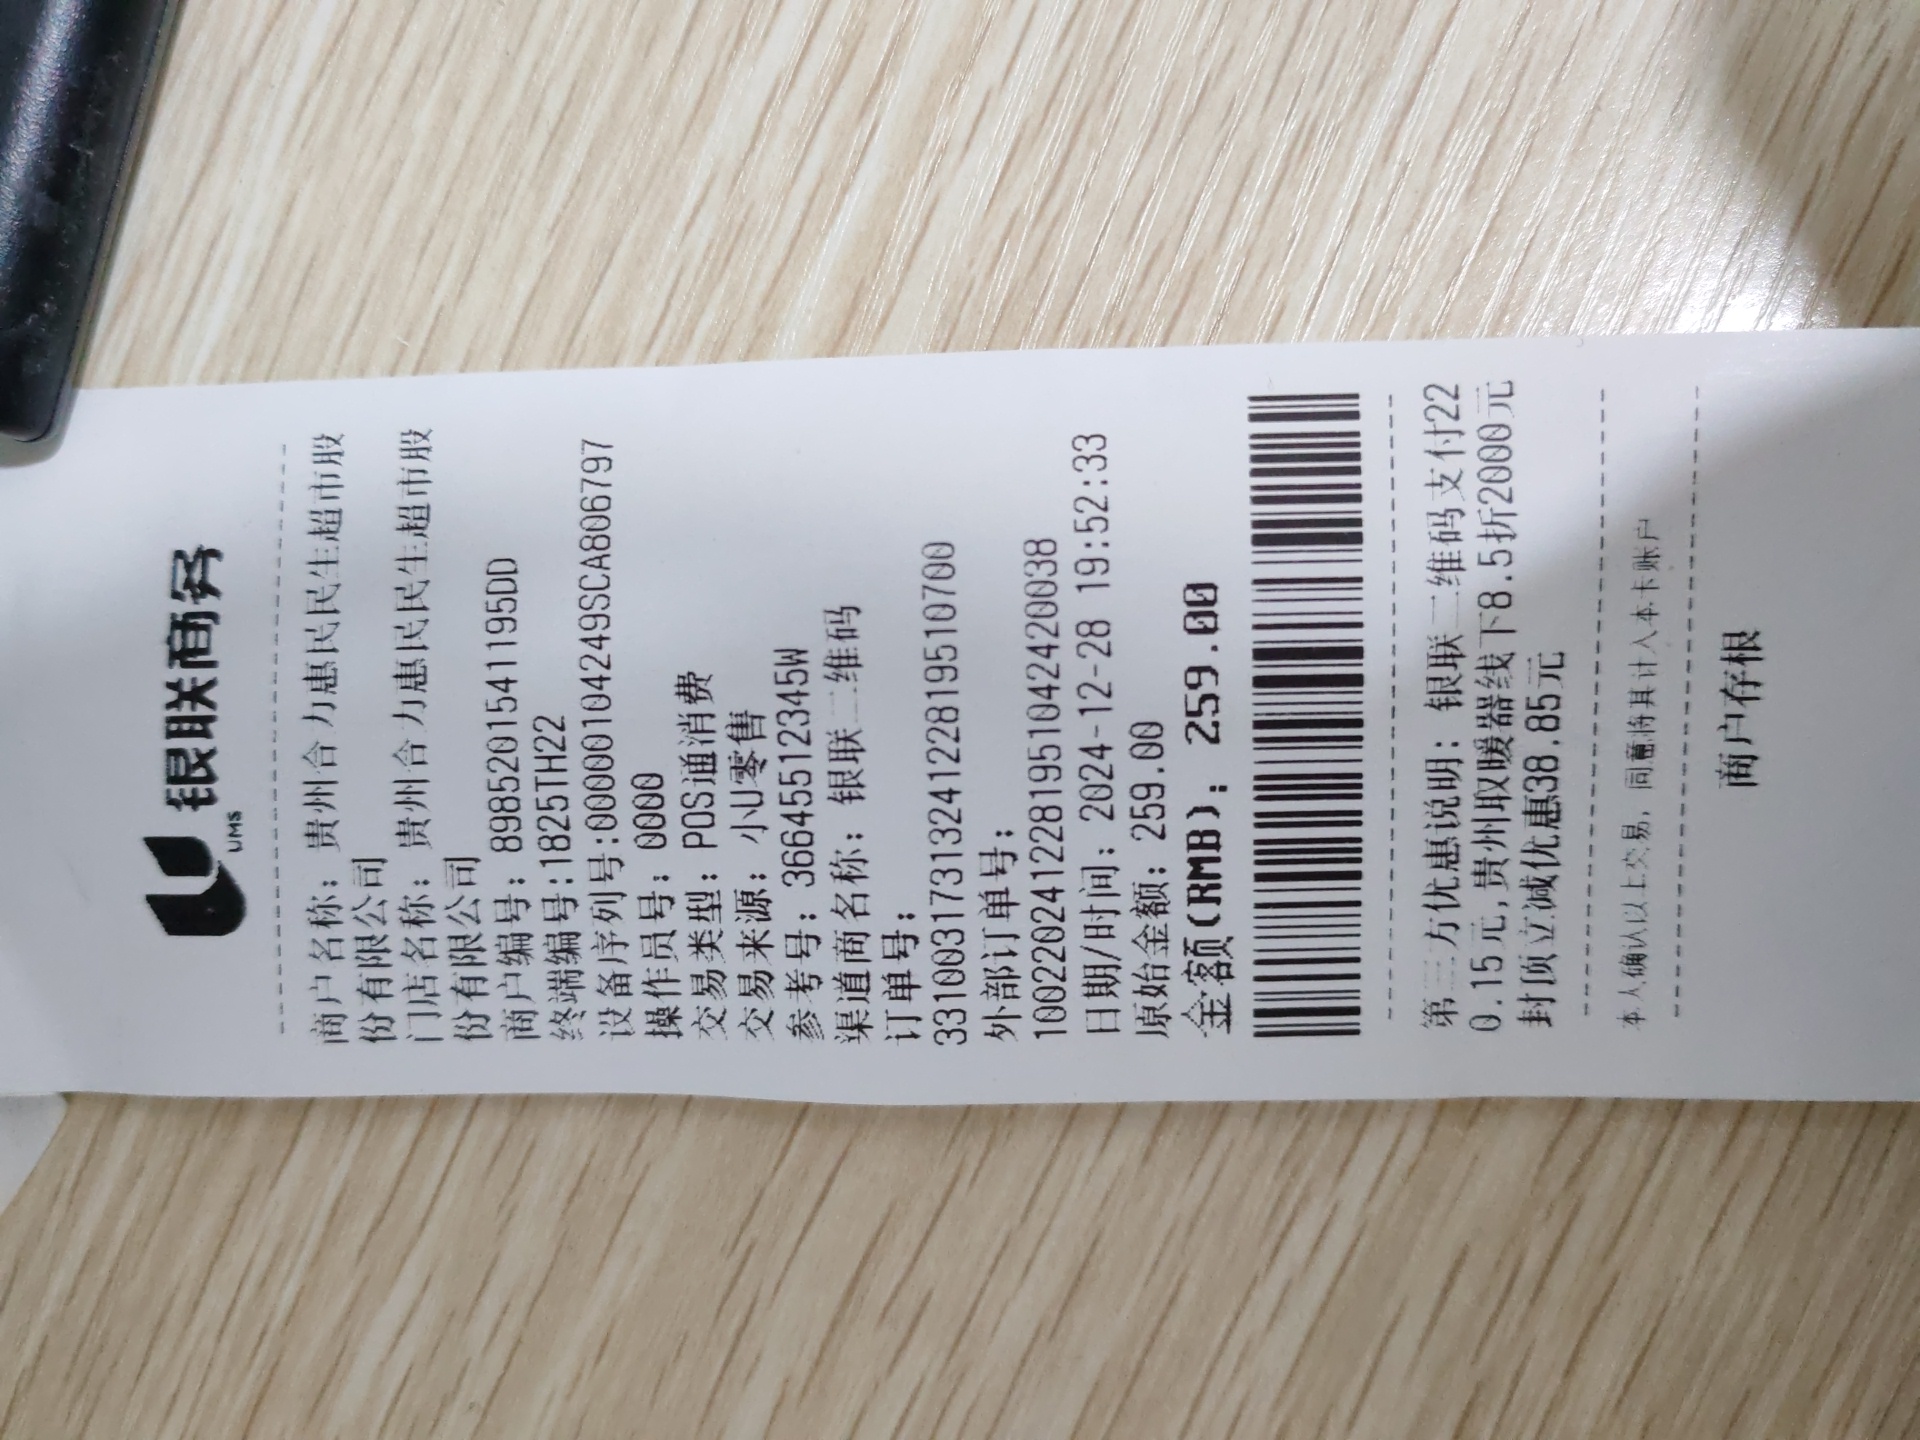 银联商务
UMS
商户名称: 贵州合力惠民民生超市股
份有限公司
门店名称: 贵州合力惠民民生超市股
份有限公司
商户编号: 8985201541195DD
终端编号:1825TH22
设备序列号:00000104249SCA806797
操作员号: 0000
交易类型: POS通消费
交易来源: 小U零售
参考号: 36645512345W
渠道商名称: 银联二维码
订单号:
3310031731324122819510700
外部订单号:
10022024122819510424200​38
日期/时间: 2024-12-28 19:52:33
原始金额: 259.00
金额(RMB): 259.00
第三方优惠说明: 银联二维码支付22
0.15元,贵州取暖器线下8.5折2000元
封顶立减优惠38.85元
本人确认以上交易, 同意将其计入本卡账户
商户存根